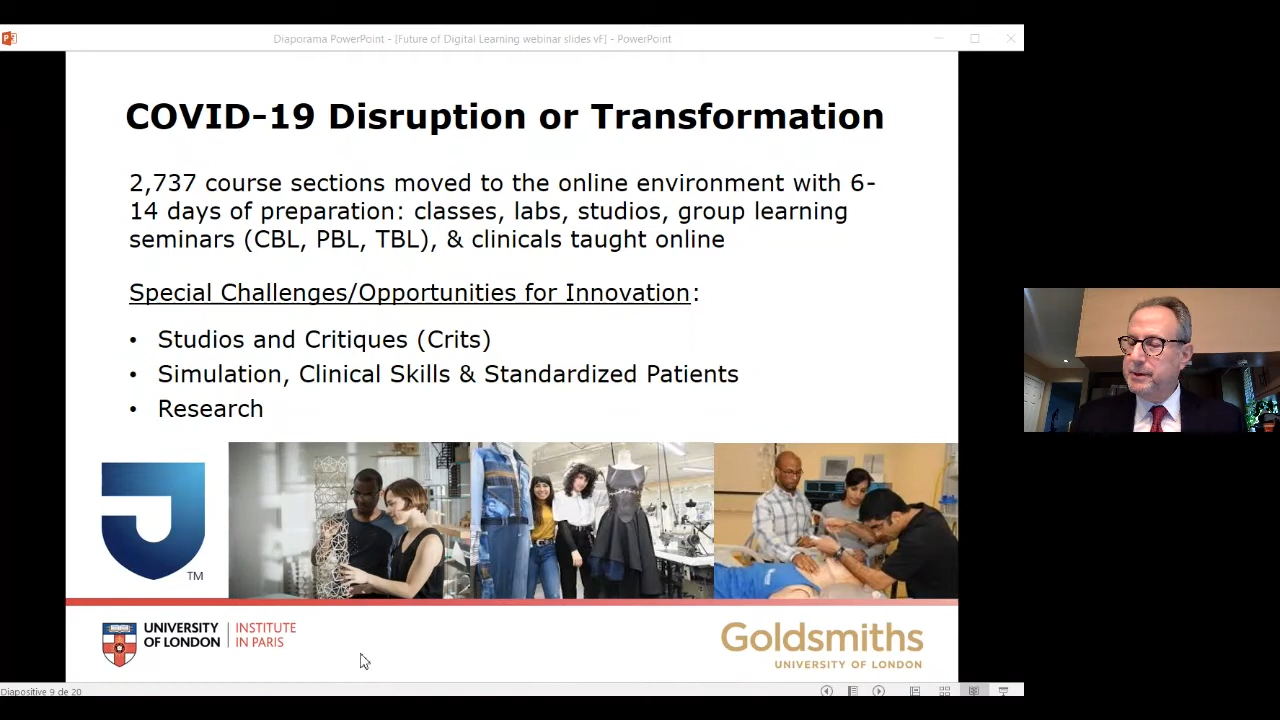 Diaporama PowerPoint - [Future of Digital Learning webinar slides vF] - PowerPoint
COVID-19 Disruption or Transformation
2,737 course sections moved to the online environment with 6-
14 days of preparation: classes, labs, studios, group learning
seminars (CBL, PBL, TBL), & clinicals taught online
Special Challenges/Opportunities for Innovation:
• Studios and Critiques (Crits)
• Simulation, Clinical Skills & Standardized Patients
• Research
J
TM
UNIVERSITY
OF LONDON
INSTITUTE
IN PARIS
Goldsmiths
UNIVERSITY OF LONDON
Diapositive 9 de 20